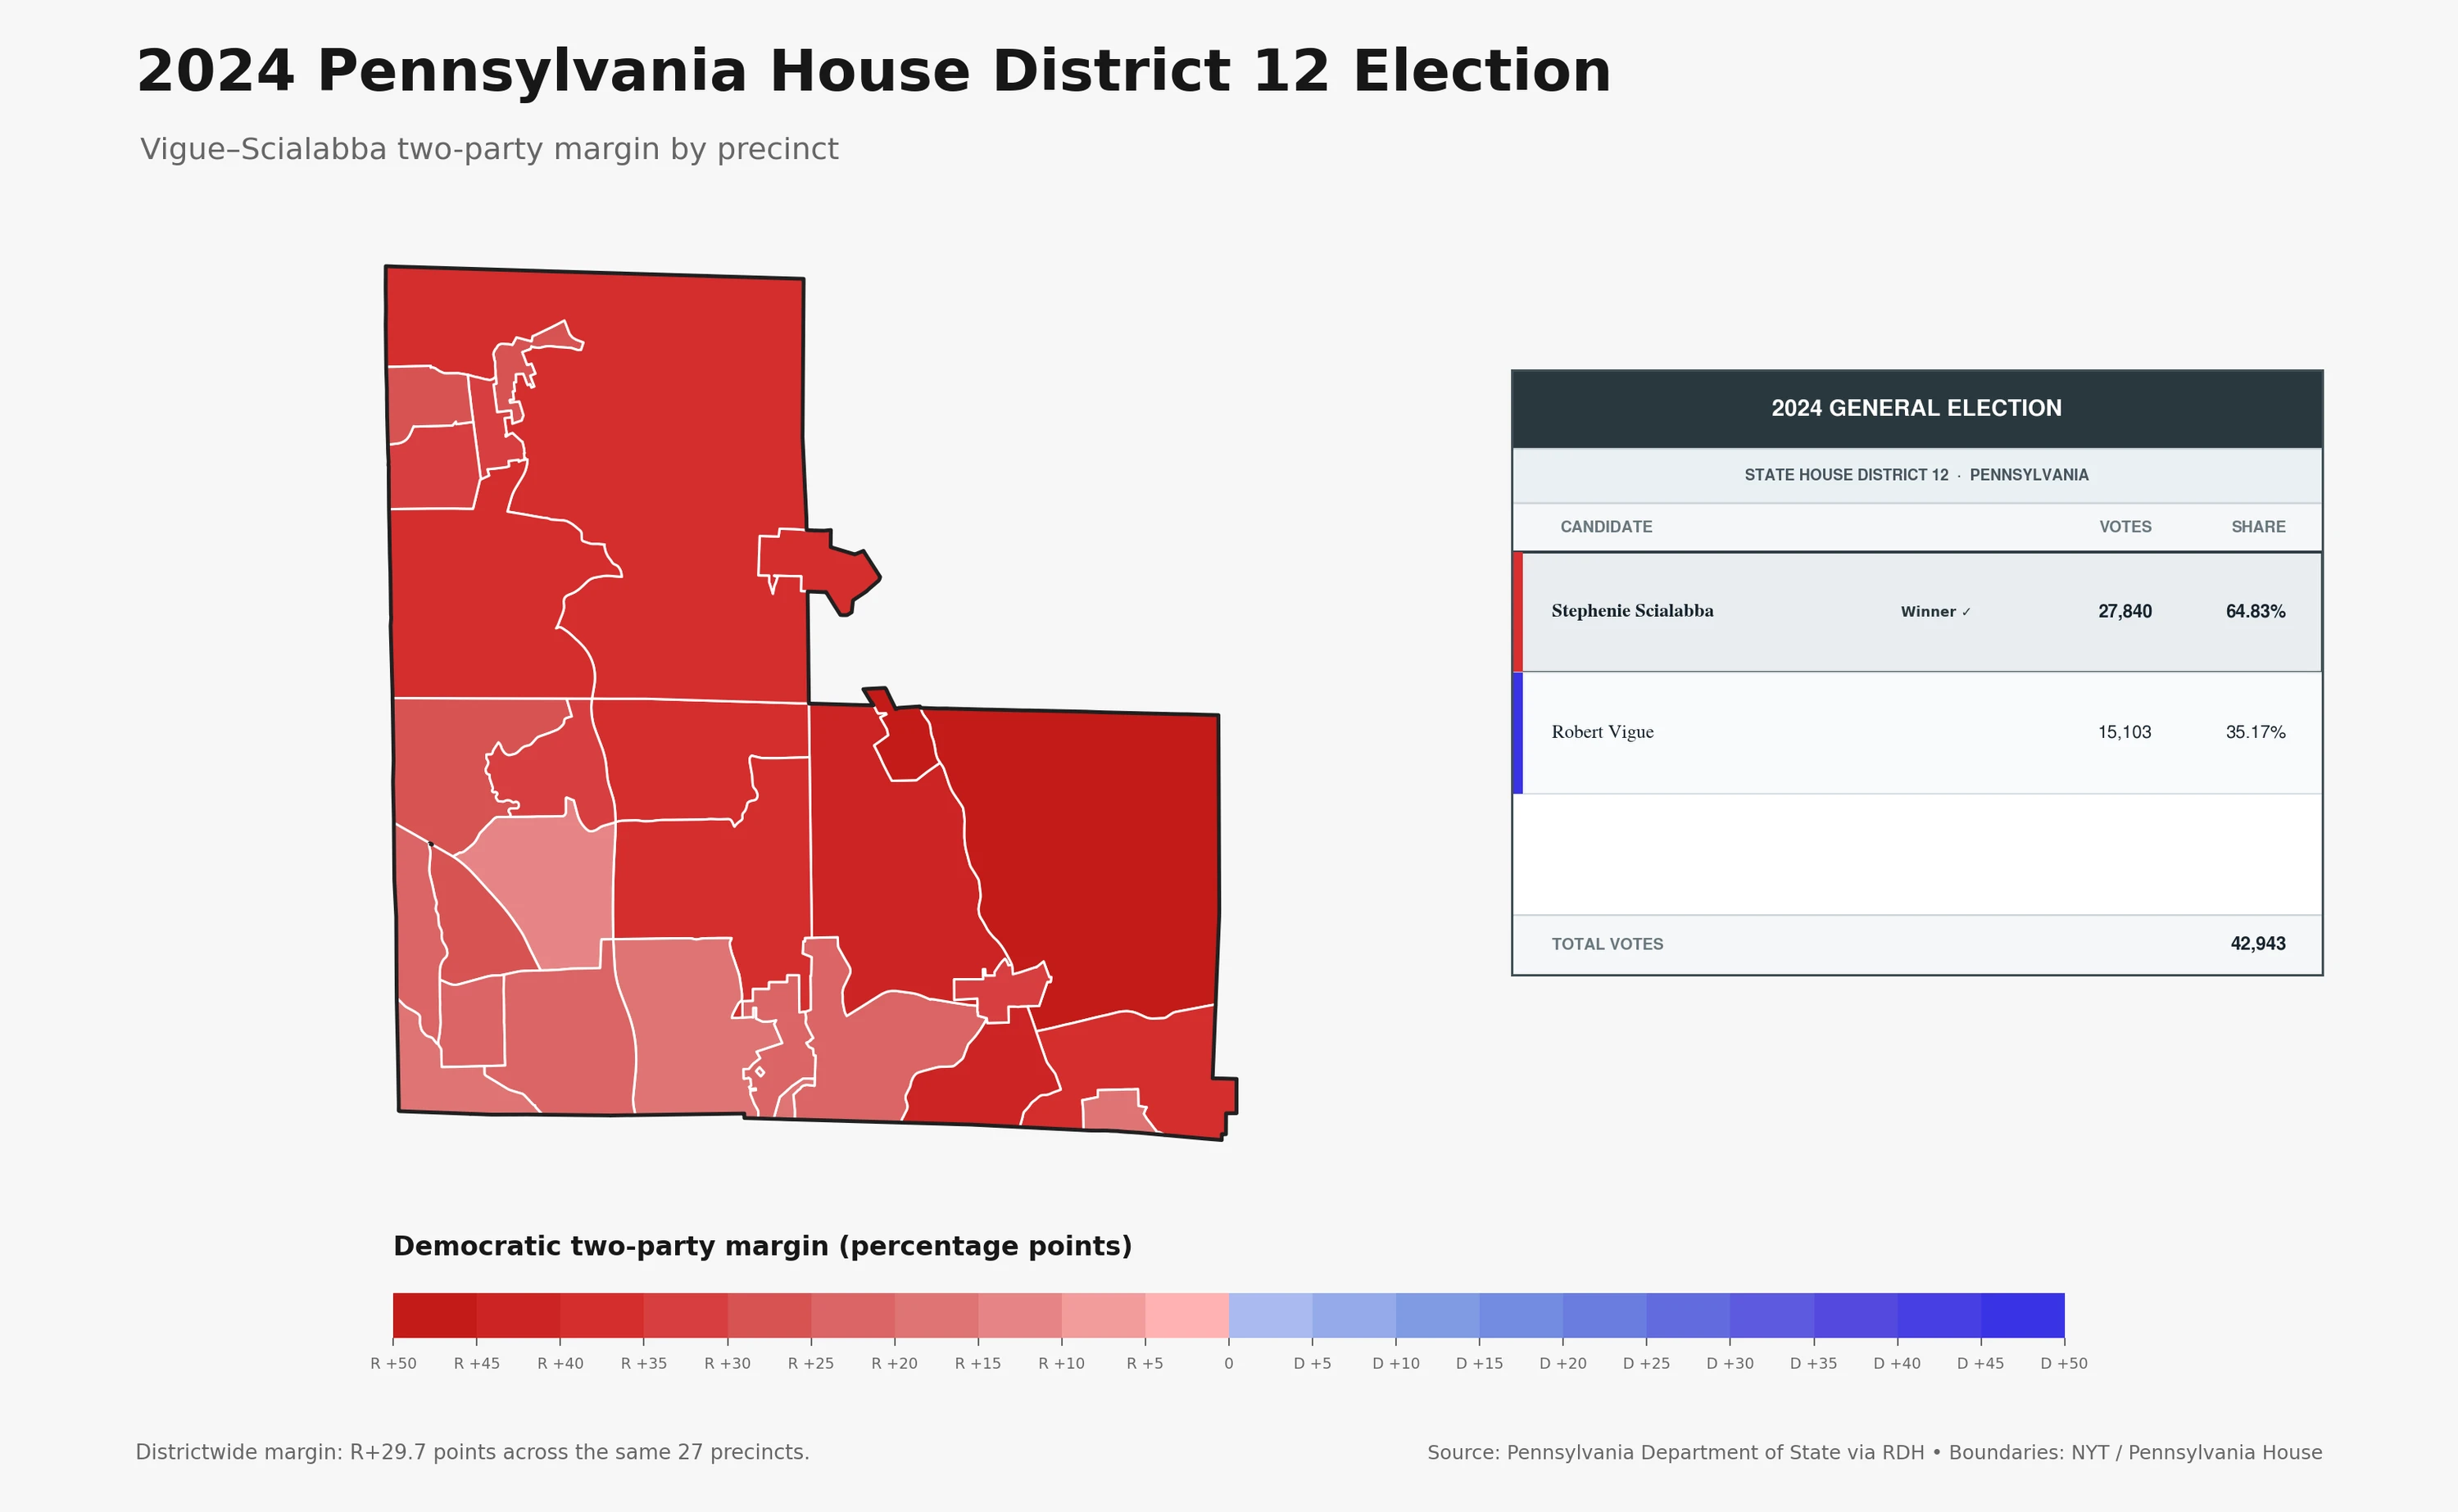 2024 Pennsylvania House District 12 Election
Vigue–Scialabba two-party margin by precinct
2024 GENERAL ELECTION
STATE HOUSE DISTRICT 12 · PENNSYLVANIA
CANDIDATE VOTES SHARE
Stephenie Scialabba Winner ✓ 27,840 64.83%
Robert Vigue 15,103 35.17%
TOTAL VOTES 42,943
Democratic two-party margin (percentage points)
R +50 R +45 R +40 R +35 R +30 R +25 R +20 R +15 R +10 R +5 0 D +5 D +10 D +15 D +20 D +25 D +30 D +35 D +40 D +45 D +50
Districtwide margin: R+29.7 points across the same 27 precincts.
Source: Pennsylvania Department of State via RDH • Boundaries: NYT / Pennsylvania House